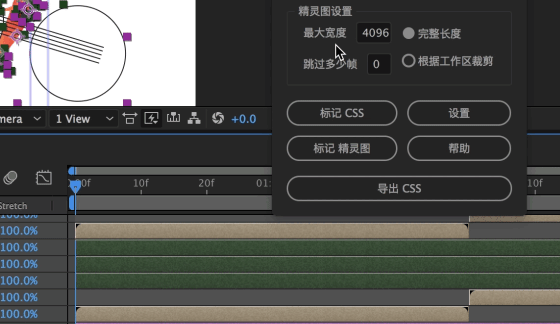 精灵图设置
最大宽度 4096 完整长度
跳过多少帧 0 根据工作区裁剪
标记 CSS 设置
标记 精灵图 帮助
导出 CSS
mera 1 View +0.0
:00f 10f 20f 01: 10f
Stretch
100.0%
100.0%
100.0%
100.0%
100.0%
100.0%
100.0%